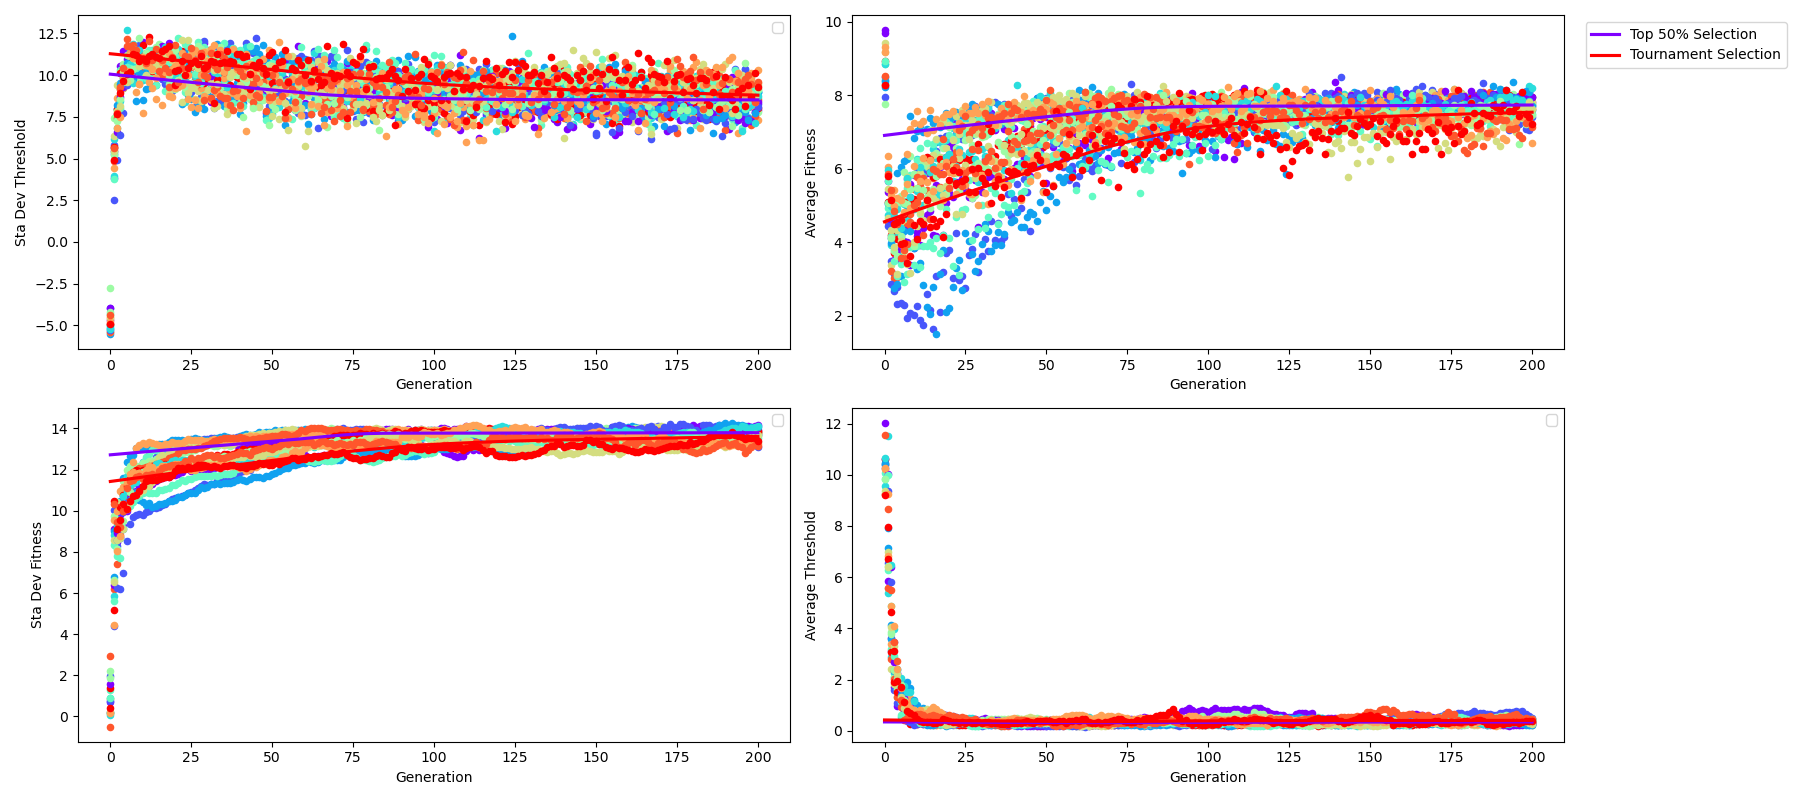 12.5
10.0
7.5
5.0
2.5
0.0
−2.5
−5.0
Sta Dev Threshold
0 25 50 75 100 125 150 175 200
Generation
10
8
6
4
2
Average Fitness
0 25 50 75 100 125 150 175 200
Generation
Top 50% Selection
Tournament Selection
14
12
10
8
6
4
2
0
Sta Dev Fitness
0 25 50 75 100 125 150 175 200
Generation
12
10
8
6
4
2
0
Average Threshold
0 25 50 75 100 125 150 175 200
Generation